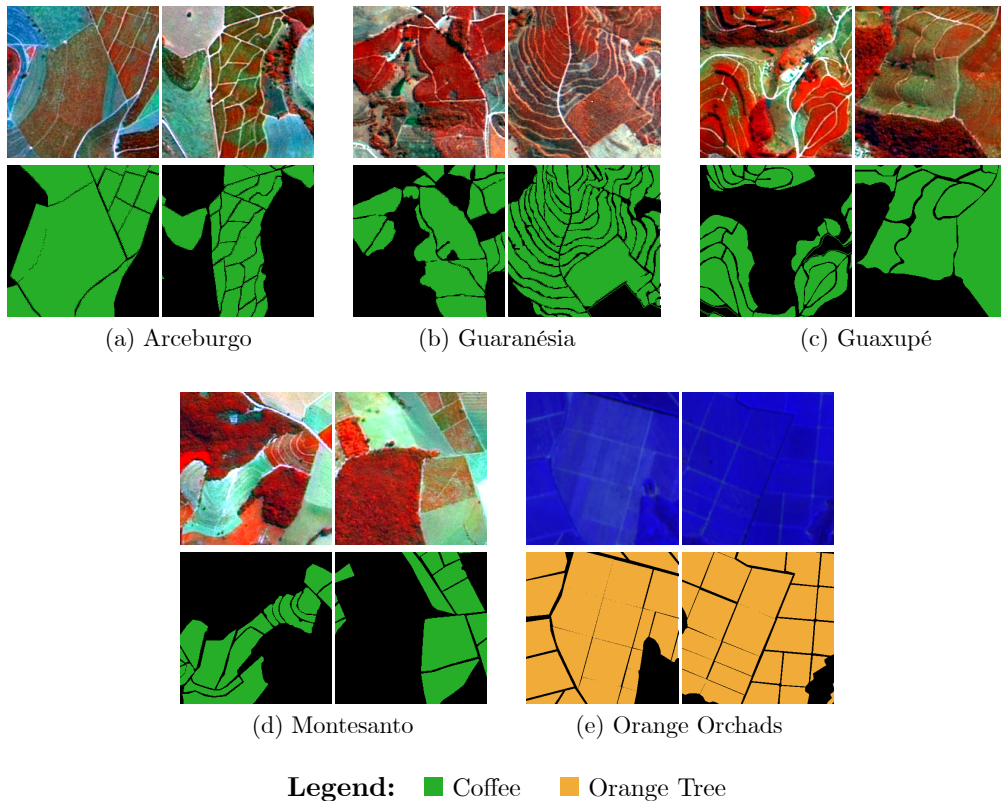 (a) Arceburgo
(b) Guaranésia
(c) Guaxupé
(d) Montesanto
(e) Orange Orchads
Legend: Coffee Orange Tree